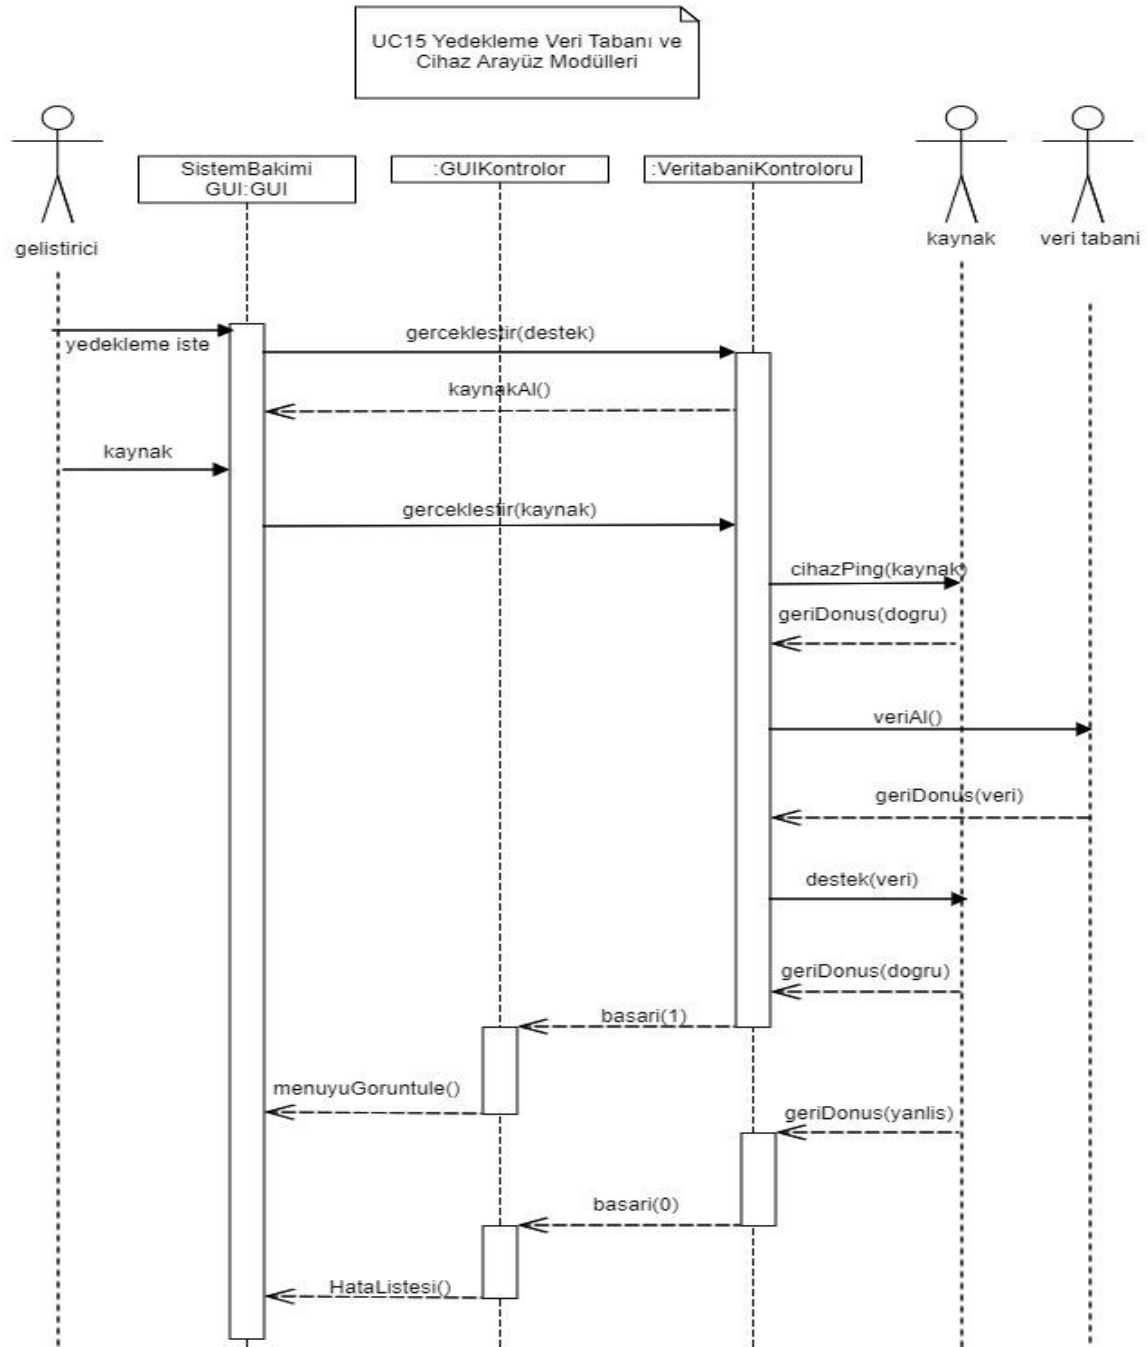 UC15 Yedekleme Veri Tabanı ve
Cihaz Arayüz Modülleri
SistemBakimi
GUI:GUI
:GUIKontrolor
:VeritabaniKontroloru
gelistirici
kaynak
veri tabani
yedekleme iste
gerceklestir(destek)
kaynakAl()
kaynak
gerceklestir(kaynak)
cihazPing(kaynak)
geriDonus(dogru)
veriAl()
geriDonus(veri)
destek(veri)
geriDonus(dogru)
basari(1)
menuyuGoruntule()
geriDonus(yanlis)
basari(0)
HataListesi()